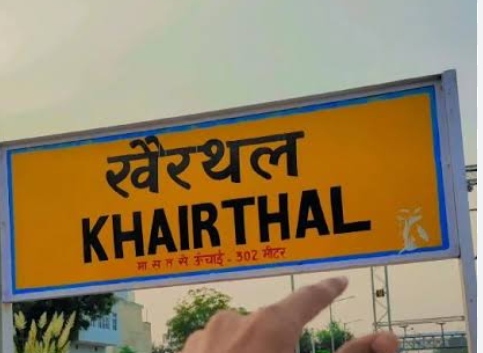 खैरथल
KHAIRTHAL
मा स त से ऊंचाई - 302 मीटर